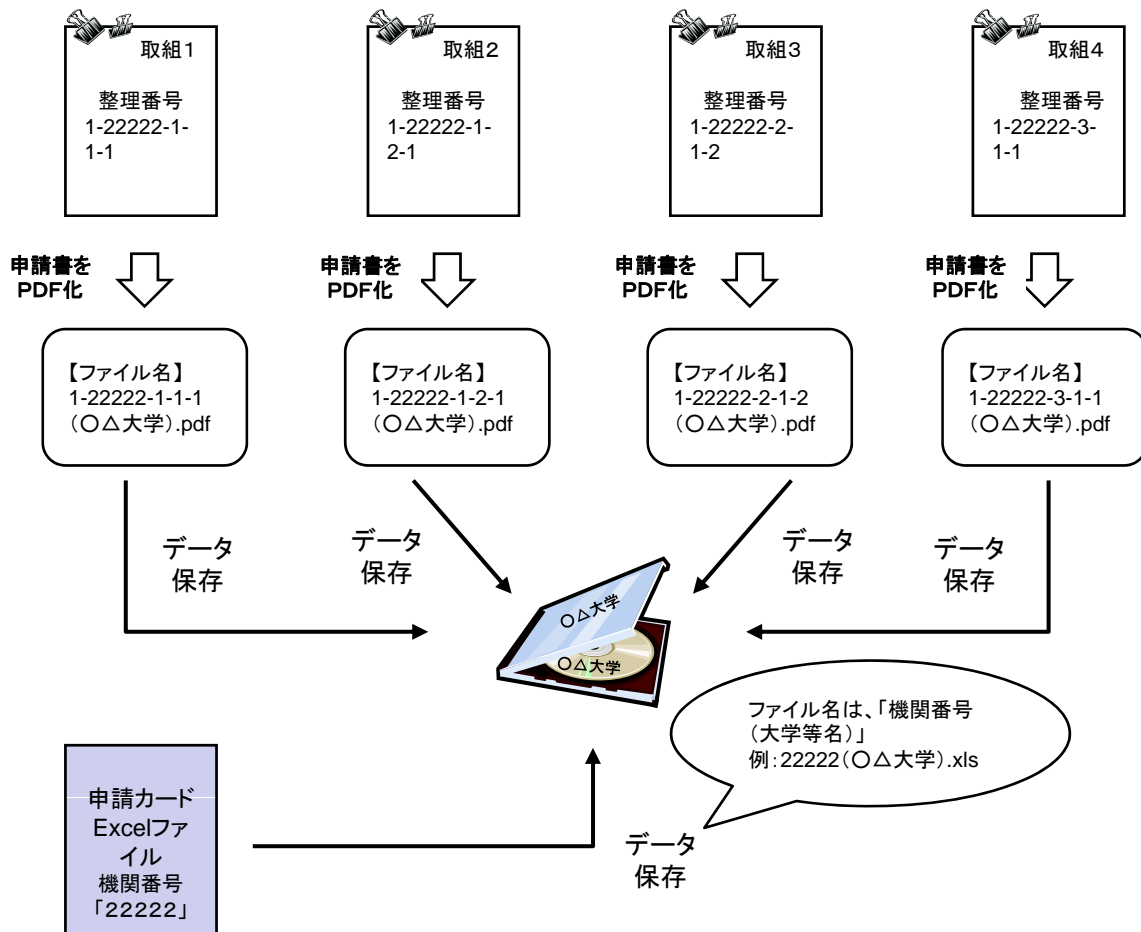 取組1
整理番号
1-22222-1-
1-1
取組2
整理番号
1-22222-1-
2-1
取組3
整理番号
1-22222-2-
1-2
取組4
整理番号
1-22222-3-
1-1
申請書を
PDF化
申請書を
PDF化
申請書を
PDF化
申請書を
PDF化
【ファイル名】
1-22222-1-1-1
(○△大学).pdf
【ファイル名】
1-22222-1-2-1
(○△大学).pdf
【ファイル名】
1-22222-2-1-2
(○△大学).pdf
【ファイル名】
1-22222-3-1-1
(○△大学).pdf
データ
保存
データ
保存
データ
保存
データ
保存
○△大学
○△大学
ファイル名は、「機関番号
(大学等名)」
例:22222(○△大学).xls
申請カード
Excelファ
イル
機関番号
「22222」
データ
保存